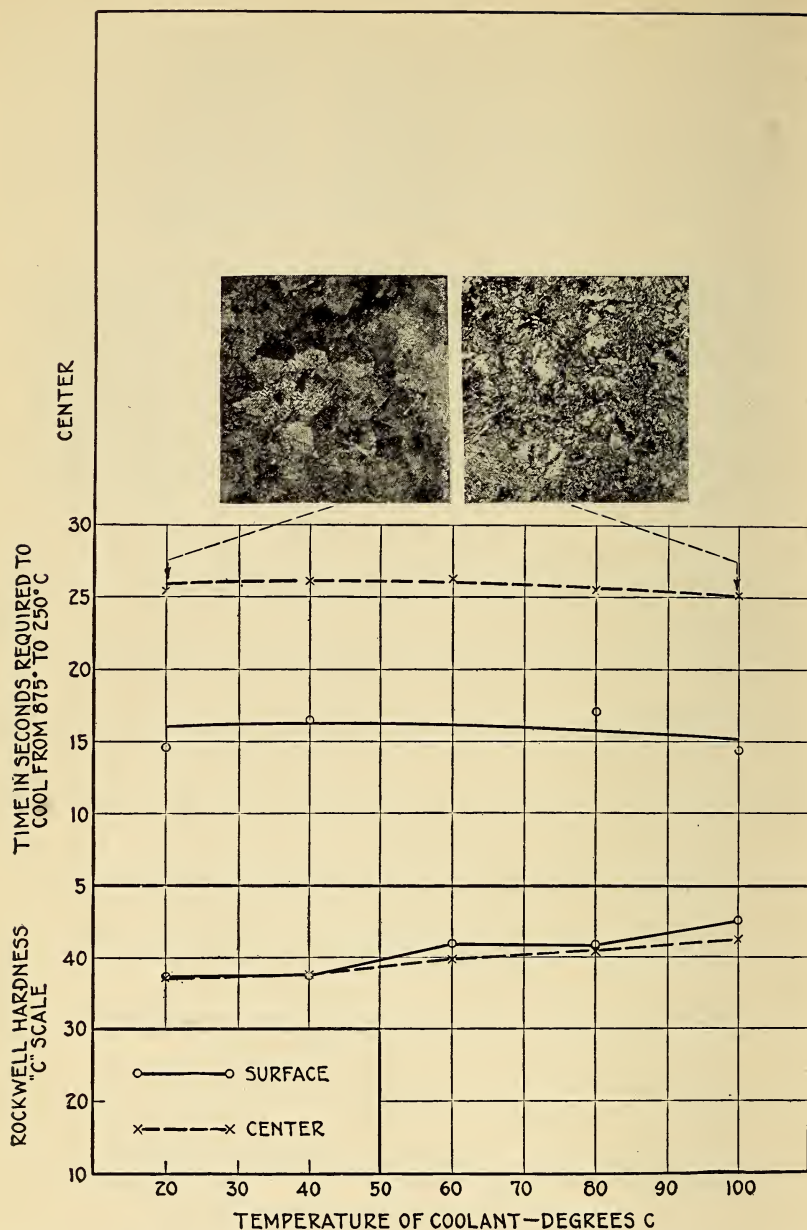 CENTER
TIME IN SECONDS REQUIRED TO
COOL FROM 875° TO 250°C
30
25
20
15
10
5
ROCKWELL HARDNESS
"C" SCALE
40
30
20
10
SURFACE
CENTER
20 30 40 50 60 70 80 90 100
TEMPERATURE OF COOLANT—DEGREES C